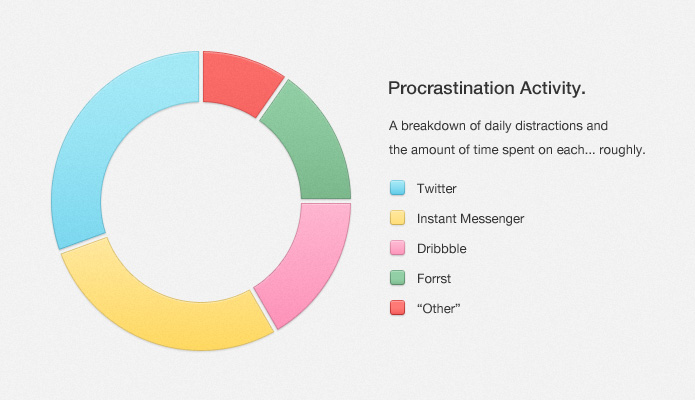 Procrastination Activity.
A breakdown of daily distractions and
the amount of time spent on each... roughly.
Twitter
Instant Messenger
Dribbble
Forrst
“Other”